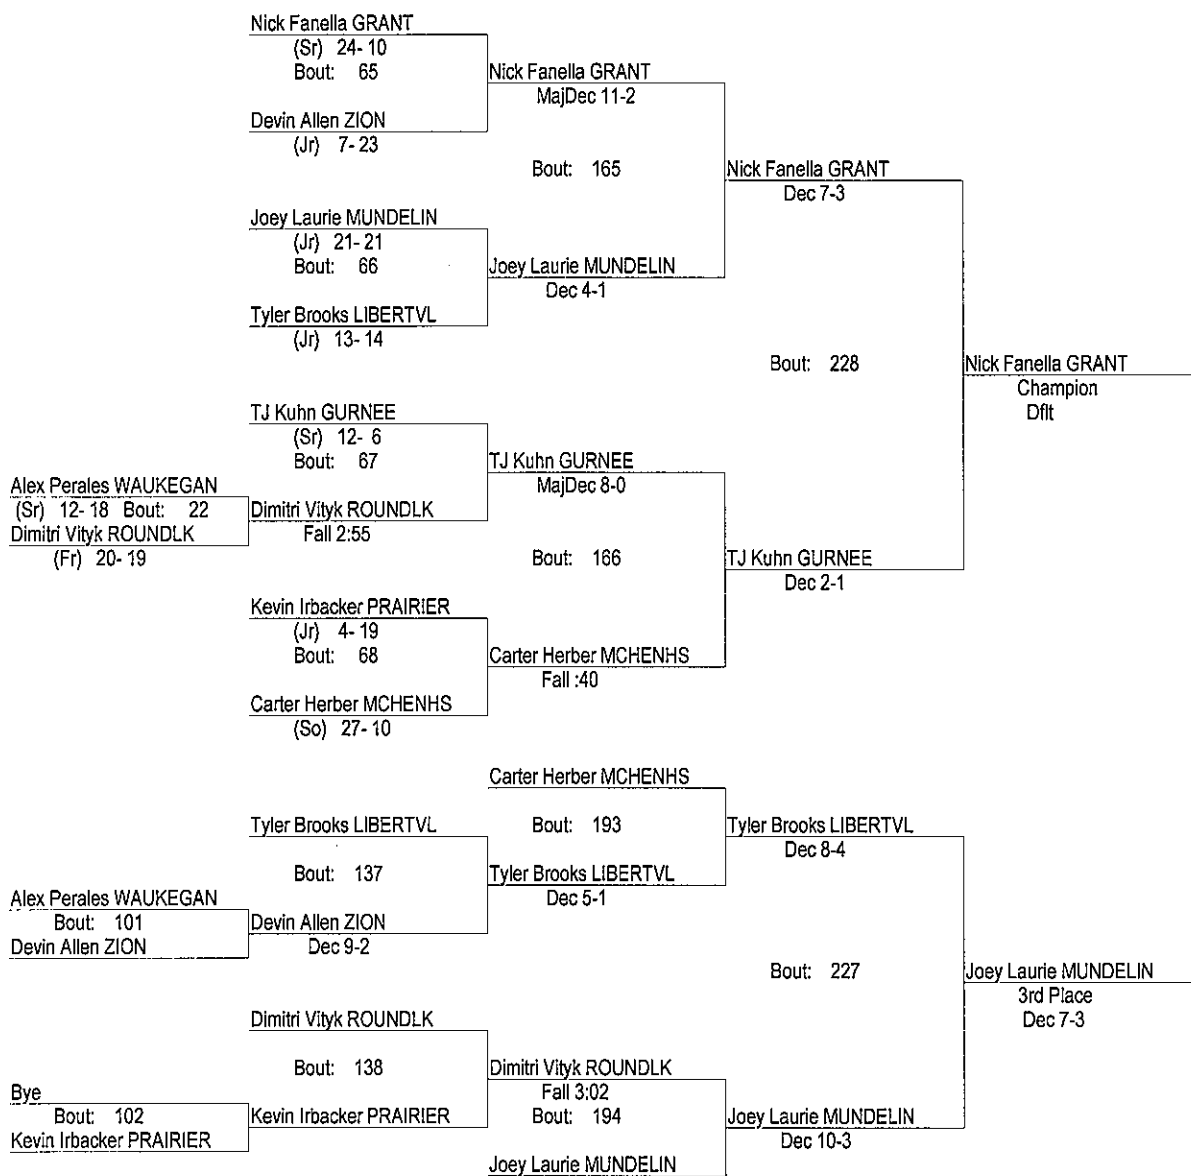 Nick Fanella GRANT
(Sr) 24- 10
Bout: 65
Nick Fanella GRANT
MajDec 11-2
Devin Allen ZION
(Jr) 7- 23
Bout: 165
Nick Fanella GRANT
Dec 7-3
Joey Laurie MUNDELIN
(Jr) 21- 21
Bout: 66
Joey Laurie MUNDELIN
Dec 4-1
Tyler Brooks LIBERTVL
(Jr) 13- 14
Bout: 228
Nick Fanella GRANT
Champion
Dflt
TJ Kuhn GURNEE
(Sr) 12- 6
Bout: 67
TJ Kuhn GURNEE
MajDec 8-0
Alex Perales WAUKEGAN
(Sr) 12- 18 Bout: 22
Dimitri Vityk ROUNDLK
(Fr) 20- 19
Dimitri Vityk ROUNDLK
Fall 2:55
Bout: 166
TJ Kuhn GURNEE
Dec 2-1
Kevin Irbacker PRAIRIER
(Jr) 4- 19
Bout: 68
Carter Herber MCHENHS
Fall :40
Carter Herber MCHENHS
(So) 27- 10
Carter Herber MCHENHS
Bout: 193
Tyler Brooks LIBERTVL
Dec 8-4
Tyler Brooks LIBERTVL
Bout: 137
Tyler Brooks LIBERTVL
Dec 5-1
Alex Perales WAUKEGAN
Bout: 101
Devin Allen ZION
Devin Allen ZION
Dec 9-2
Bout: 227
Joey Laurie MUNDELIN
3rd Place
Dec 7-3
Dimitri Vityk ROUNDLK
Bout: 138
Dimitri Vityk ROUNDLK
Fall 3:02
Bye
Bout: 102
Kevin Irbacker PRAIRIER
Kevin Irbacker PRAIRIER
Bout: 194
Joey Laurie MUNDELIN
Dec 10-3
Joey Laurie MUNDELIN